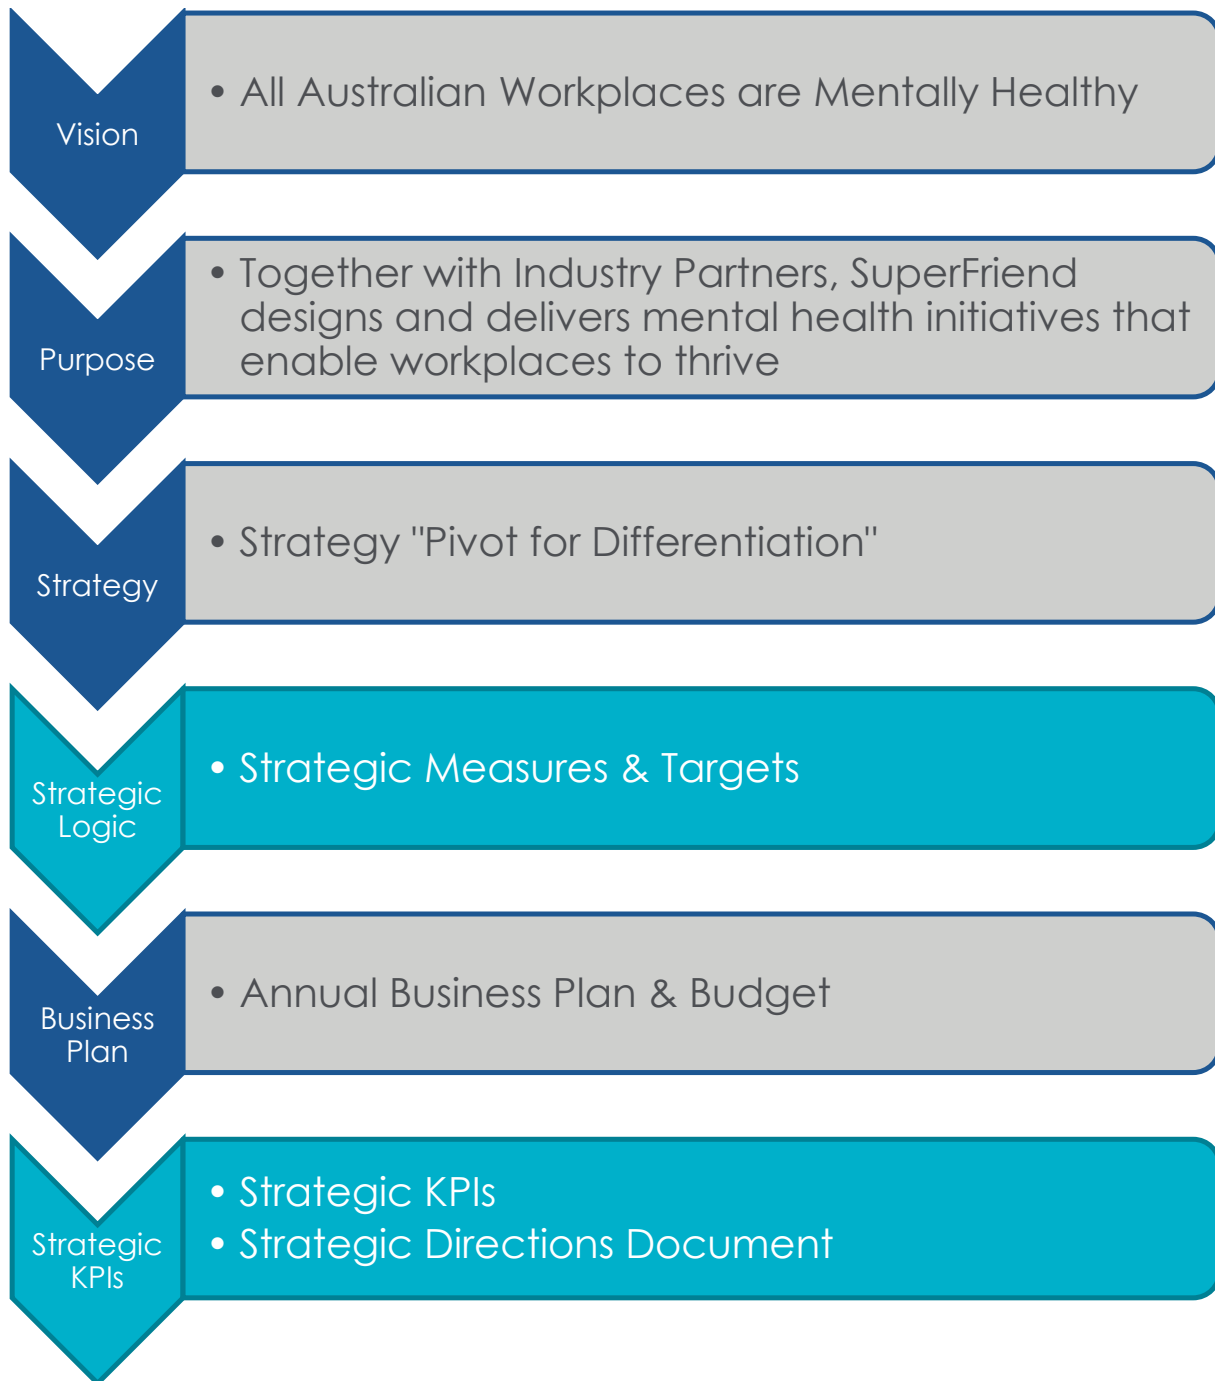 Vision
• All Australian Workplaces are Mentally Healthy
Purpose
• Together with Industry Partners, SuperFriend
designs and delivers mental health initiatives that
enable workplaces to thrive
Strategy
• Strategy "Pivot for Differentiation"
Strategic
Logic
• Strategic Measures & Targets
Business
Plan
• Annual Business Plan & Budget
Strategic
KPIs
• Strategic KPIs
• Strategic Directions Document